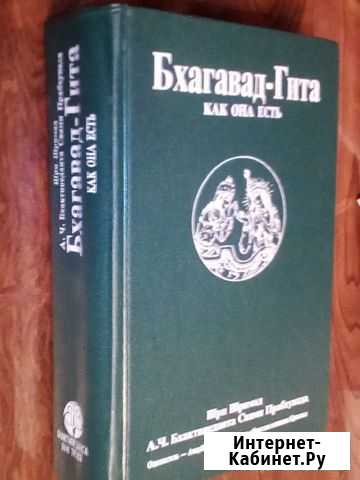 Бхагавад-Гита
КАК ОНА ЕСТЬ
Шри Шримад
А.Ч. Бхактиведанта Свами Прабхупада
Шри Шримад
А. Ч. Бхактиведанта Свами Прабхупада
Бхагавад-Гита
КАК ОНА ЕСТЬ
Интернет-
Кабинет.Ру